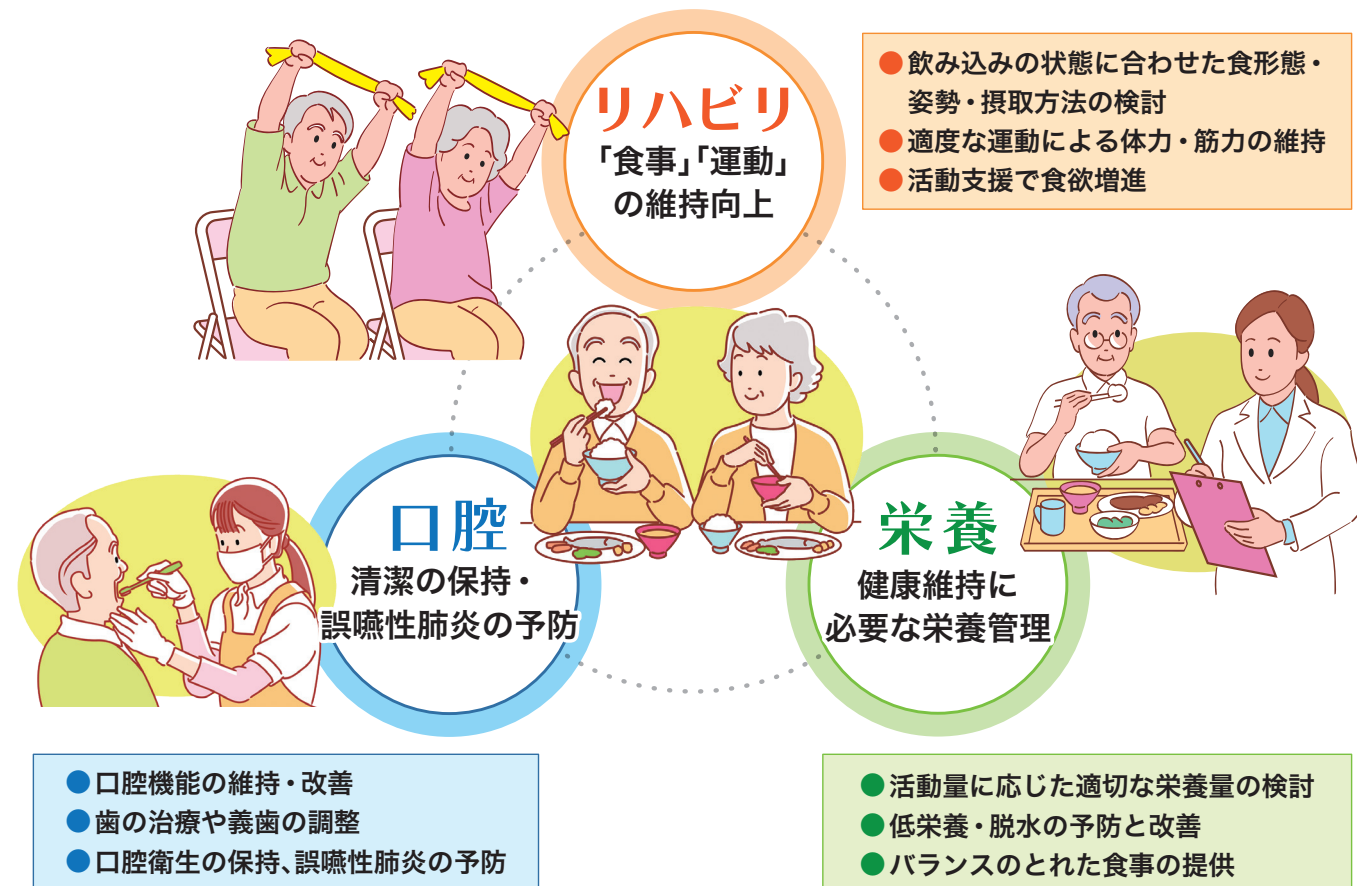 リハビリ
「食事」「運動」
の維持向上
●飲み込みの状態に合わせた食形態・
姿勢・摂取方法の検討
●適度な運動による体力・筋力の維持
●活動支援で食欲増進
口腔
清潔の保持・
誤嚥性肺炎の予防
栄養
健康維持に
必要な栄養管理
●口腔機能の維持・改善
●歯の治療や義歯の調整
●口腔衛生の保持、誤嚥性肺炎の予防
●活動量に応じた適切な栄養量の検討
●低栄養・脱水の予防と改善
●バランスのとれた食事の提供